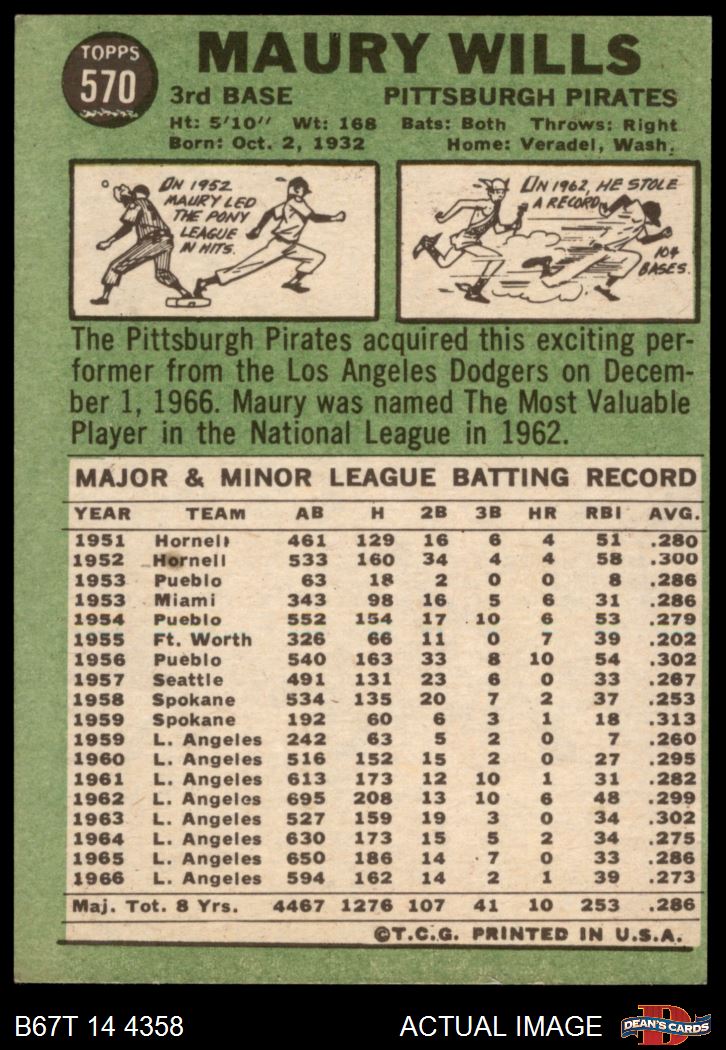 TOPPS
570
MAURY WILLS
3rd BASE PITTSBURGH PIRATES
Ht: 5'10" Wt: 168 Bats: Both Throws: Right
Born: Oct. 2, 1932 Home: Veradel, Wash.
IN 1952
MAURY LED
THE PONY
LEAGUE
IN HITS.
IN 1962, HE STOLE
A RECORD
104
BASES.
The Pittsburgh Pirates acquired this exciting per-
former from the Los Angeles Dodgers on Decem-
ber 1, 1966. Maury was named The Most Valuable
Player in the National League in 1962.
MAJOR & MINOR LEAGUE BATTING RECORD
YEAR TEAM AB H 2B 3B HR RBI AVG.
1951 Hornell 461 129 16 6 4 51 .280
1952 Hornell 533 160 34 4 4 58 .300
1953 Pueblo 63 18 2 0 0 8 .286
1953 Miami 343 98 16 5 6 31 .286
1954 Pueblo 552 154 17 10 6 53 .279
1955 Ft. Worth 326 66 11 0 7 39 .202
1956 Pueblo 540 163 33 8 10 54 .302
1957 Seattle 491 131 23 6 0 33 .267
1958 Spokane 534 135 20 7 2 37 .253
1959 Spokane 192 60 6 3 1 18 .313
1959 L. Angeles 242 63 5 2 0 7 .260
1960 L. Angeles 516 152 15 2 0 27 .295
1961 L. Angeles 613 173 12 10 1 31 .282
1962 L. Angeles 695 208 13 10 6 48 .299
1963 L. Angeles 527 159 19 3 0 34 .302
1964 L. Angeles 630 173 15 5 2 34 .275
1965 L. Angeles 650 186 14 7 0 33 .286
1966 L. Angeles 594 162 14 2 1 39 .273
Maj. Tot. 8 Yrs. 4467 1276 107 41 10 253 .286
©T.C.G. PRINTED IN U.S.A.
B67T 14 4358 ACTUAL IMAGE
D
DEAN'S CARDS